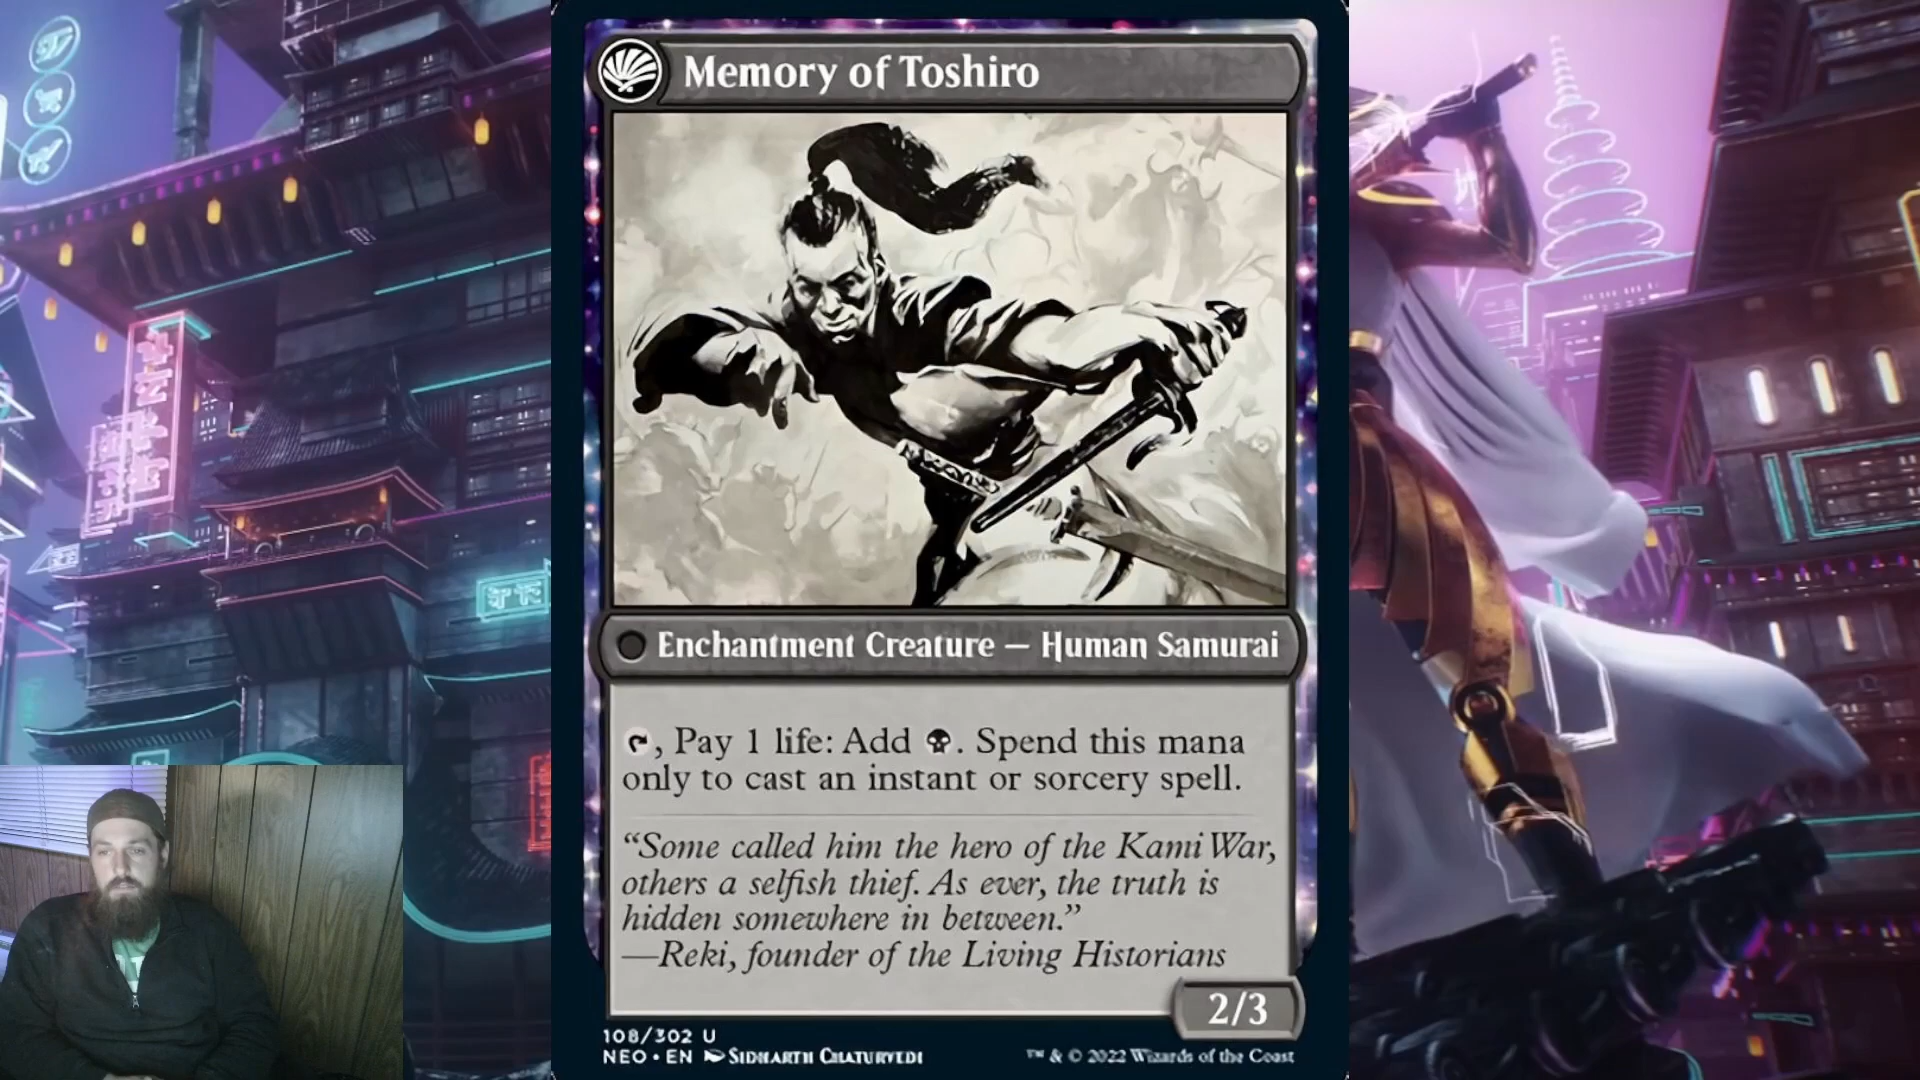 Memory of Toshiro
Enchantment Creature — Human Samurai
, Pay 1 life: Add . Spend this mana
only to cast an instant or sorcery spell.
“Some called him the hero of the Kami War,
others a selfish thief. As ever, the truth is
hidden somewhere in between.”
—Reki, founder of the Living Historians
2/3
108/302 U
NEO • EN SIDHARTH CHATURVEDI
™ & © 2022 Wizards of the Coast